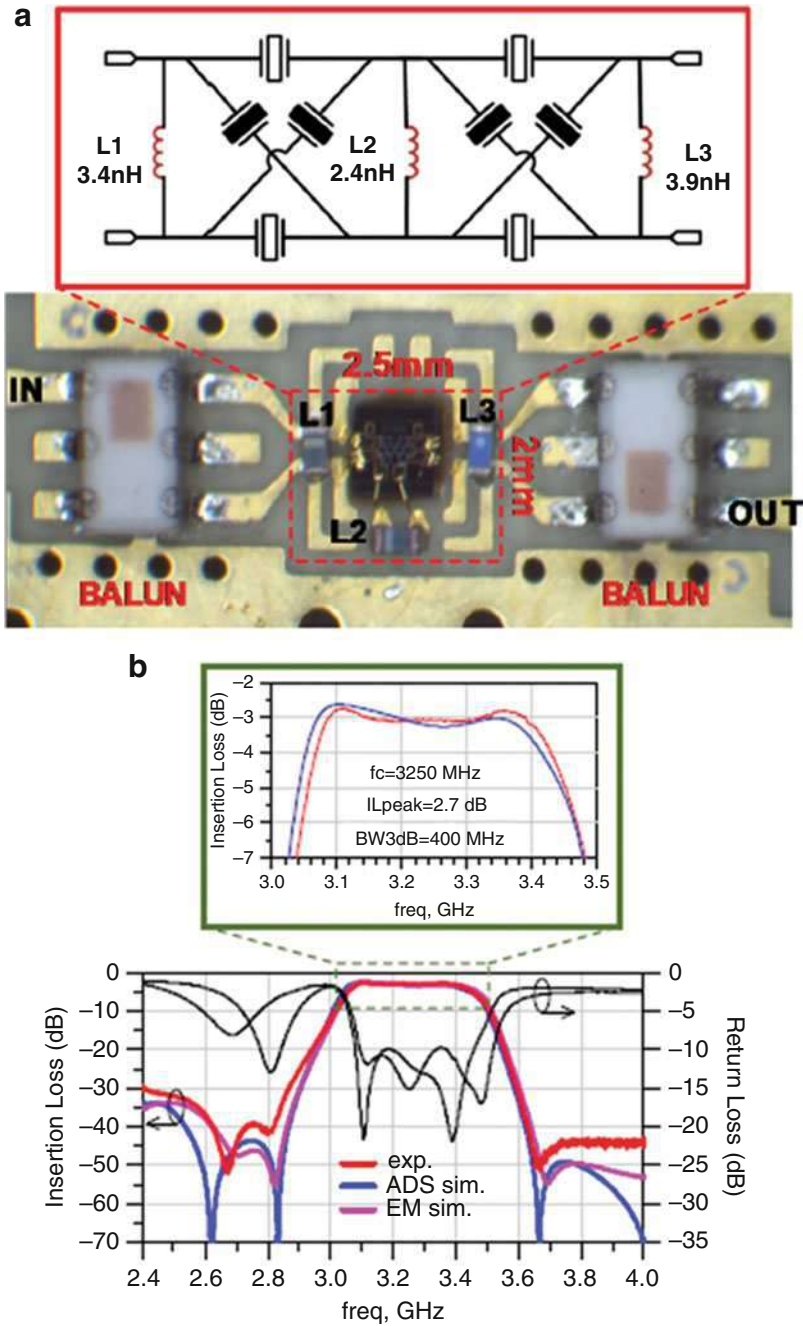 a
L1
3.4nH
L2
2.4nH
L3
3.9nH
2.5mm
IN
L1
L3
2mm
L2
OUT
BALUN
BALUN
b
Insertion Loss (dB)
−2
−3
−4
−5
−6
−7
fc=3250 MHz
ILpeak=2.7 dB
BW3dB=400 MHz
3.0 3.1 3.2 3.3 3.4 3.5
freq, GHz
Insertion Loss (dB)
0
−10
−20
−30
−40
−50
−60
−70
exp.
ADS sim.
EM sim.
0
−5
−10
−15
−20
−25
−30
−35
Return Loss (dB)
2.4 2.6 2.8 3.0 3.2 3.4 3.6 3.8 4.0
freq, GHz